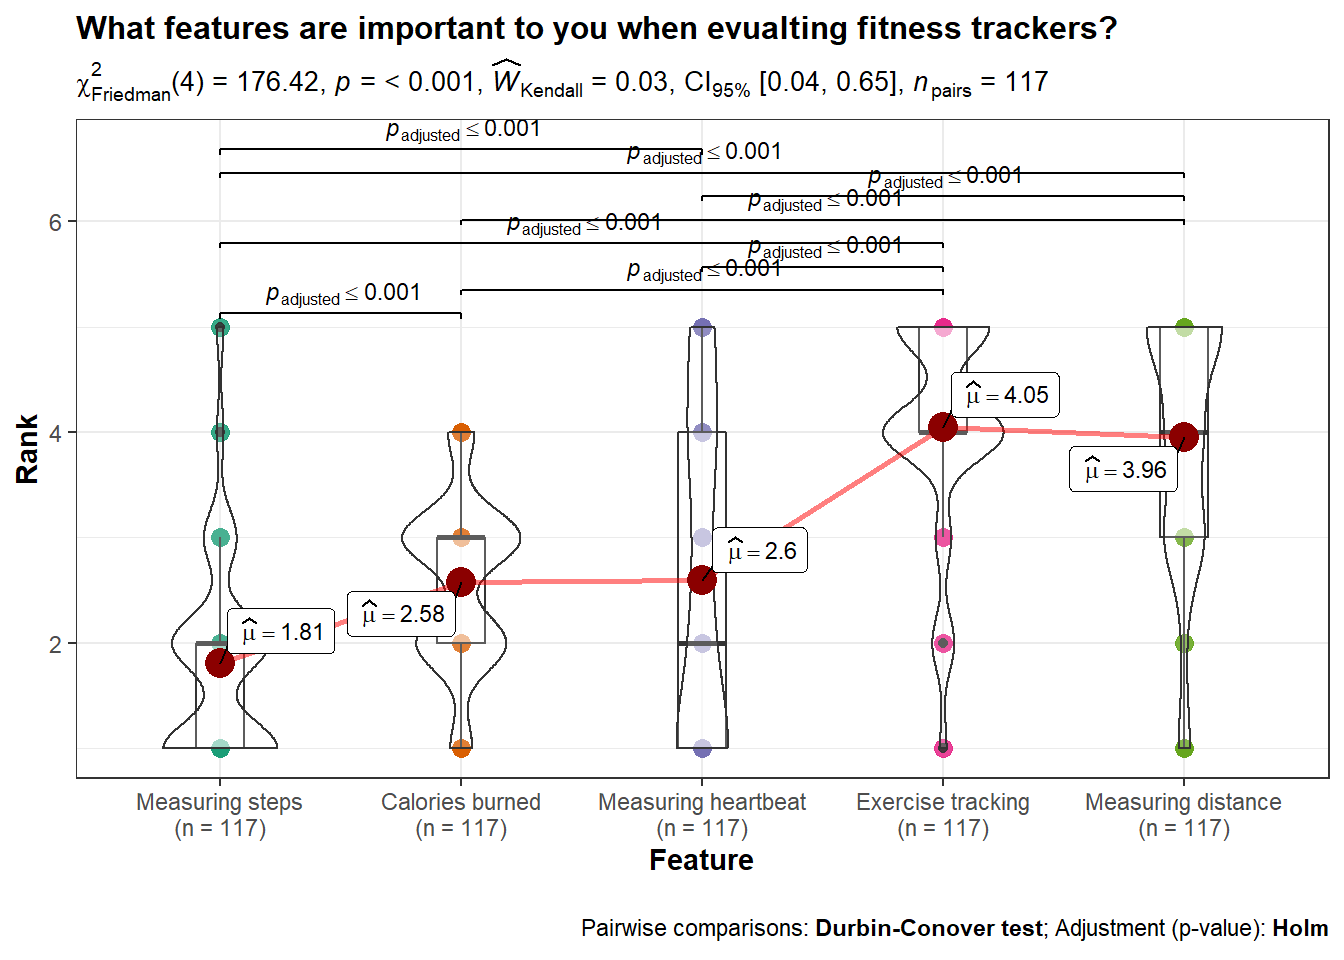 What features are important to you when evualting fitness trackers?
χ²Friedman(4) = 176.42, p = < 0.001, ŴKendall = 0.03, CI95% [0.04, 0.65], npairs = 117
padjusted ≤ 0.001
padjusted ≤ 0.001
padjusted ≤ 0.001
padjusted ≤ 0.001
padjusted ≤ 0.001
padjusted ≤ 0.001
padjusted ≤ 0.001
padjusted ≤ 0.001
6
4
2
Rank
μ̂ = 4.05
μ̂ = 3.96
μ̂ = 2.6
μ̂ = 2.58
μ̂ = 1.81
Measuring steps
(n = 117)
Calories burned
(n = 117)
Measuring heartbeat
(n = 117)
Exercise tracking
(n = 117)
Measuring distance
(n = 117)
Feature
Pairwise comparisons: Durbin-Conover test; Adjustment (p-value): Holm